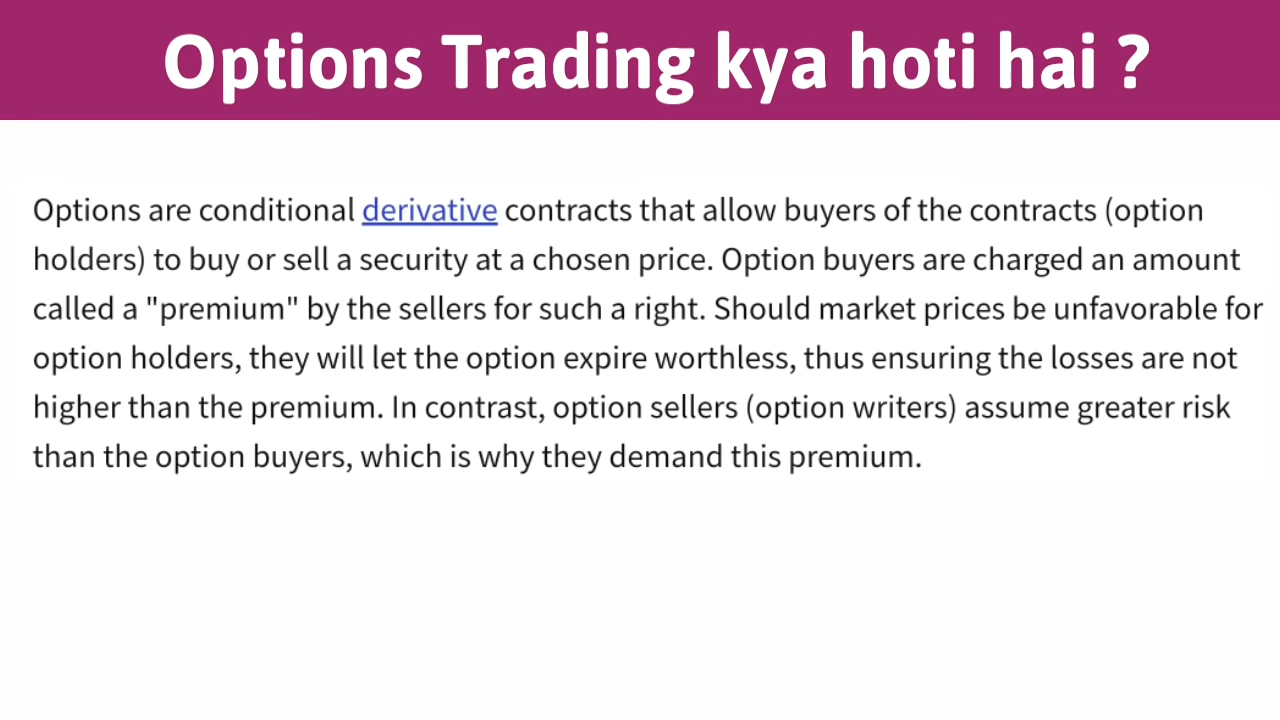 Options Trading kya hoti hai ?
Options are conditional derivative contracts that allow buyers of the contracts (option
holders) to buy or sell a security at a chosen price. Option buyers are charged an amount
called a "premium" by the sellers for such a right. Should market prices be unfavorable for
option holders, they will let the option expire worthless, thus ensuring the losses are not
higher than the premium. In contrast, option sellers (option writers) assume greater risk
than the option buyers, which is why they demand this premium.